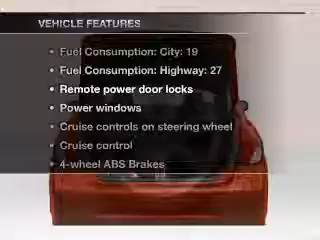 VEHICLE FEATURES
• Fuel Consumption: City: 19
• Fuel Consumption: Highway: 27
• Remote power door locks
• Power windows
• Cruise controls on steering wheel
• Cruise control
• 4-wheel ABS Brakes